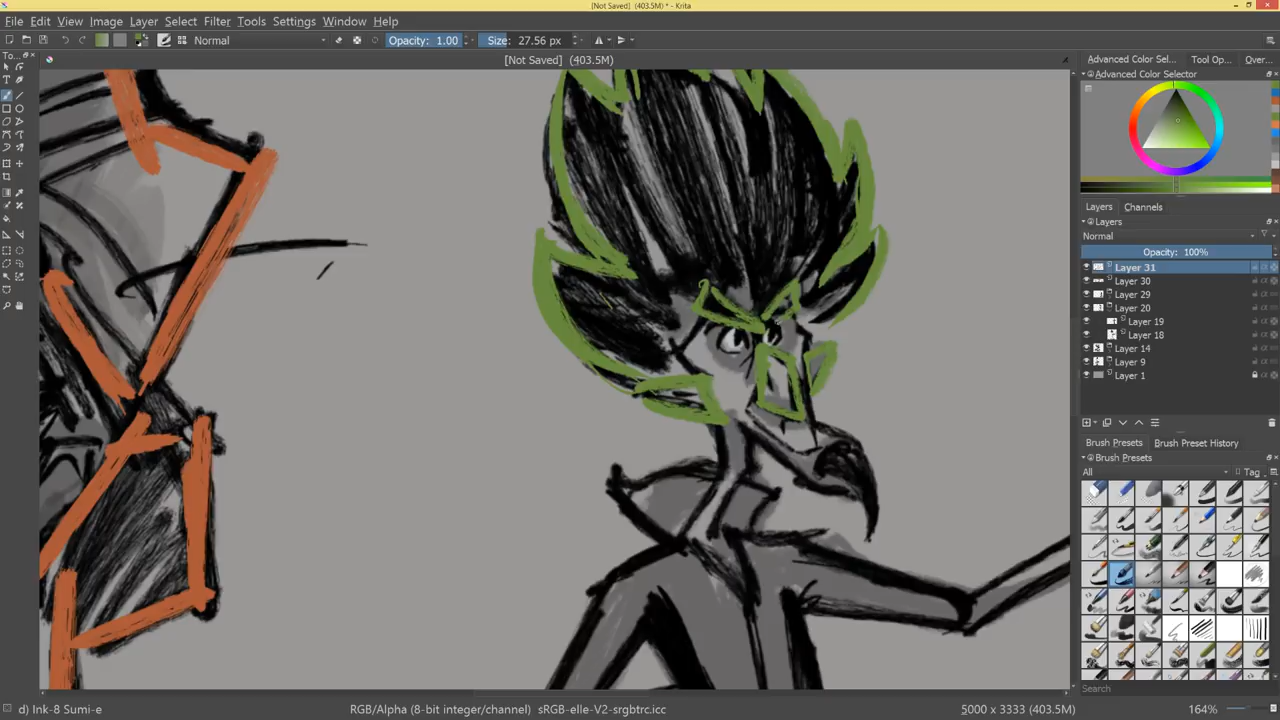 [Not Saved] (403.5M) * - Krita
File Edit View Image Layer Select Filter Tools Settings Window Help
Normal Opacity: 1.00 Size: 27.56 px
[Not Saved] (403.5M)
To...
Advanced Color Sel... Tool Op... Over...
Advanced Color Selector
Layers Channels
Layers
Normal
Opacity: 100%
Layer 31
Layer 30
Layer 29
Layer 20
Layer 19
Layer 18
Layer 14
Layer 9
Layer 1
Brush Presets Brush Preset History
Brush Presets
All Tag
Search
d) Ink-8 Sumi-e RGB/Alpha (8-bit integer/channel) sRGB-elle-V2-srgbtrc.icc 5000 x 3333 (403.5M) 164%